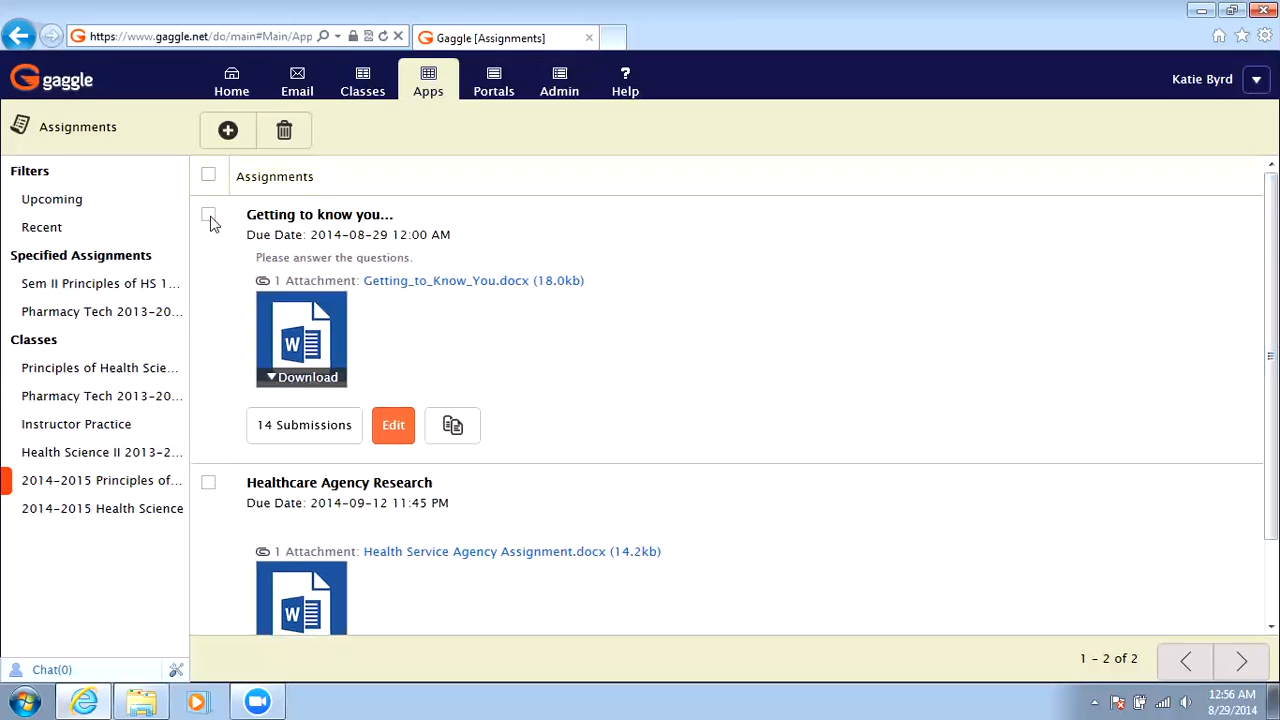 https://www.gaggle.net/do/main#Main/App
Gaggle [Assignments]
gaggle
Home
Email
Classes
Apps
Portals
Admin
Help
Katie Byrd
Assignments
Filters
Upcoming
Recent
Specified Assignments
Sem II Principles of HS 1...
Pharmacy Tech 2013-20...
Classes
Principles of Health Scie...
Pharmacy Tech 2013-20...
Instructor Practice
Health Science II 2013-2...
2014-2015 Principles of...
2014-2015 Health Science
Chat(0)
Assignments
Getting to know you...
Due Date: 2014-08-29 12:00 AM
Please answer the questions.
1 Attachment: Getting_to_Know_You.docx (18.0kb)
W
Download
14 Submissions
Edit
Healthcare Agency Research
Due Date: 2014-09-12 11:45 PM
1 Attachment: Health Service Agency Assignment.docx (14.2kb)
W
1 - 2 of 2
12:56 AM
8/29/2014